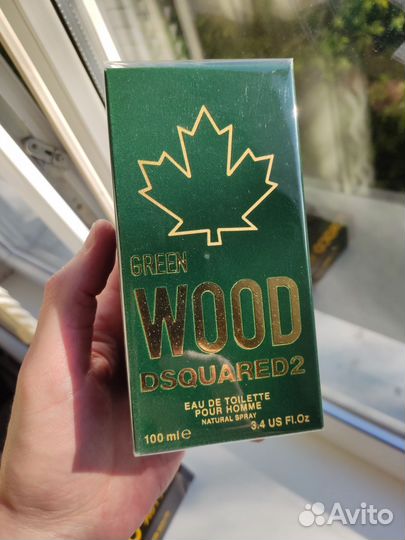 GREEN
WOOD
DSQUARED2
EAU DE TOILETTE
POUR HOMME
NATURAL SPRAY
100 ml ℮
3.4 US Fl.Oz
Avito